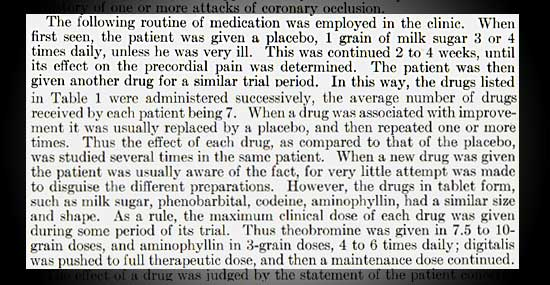 story of one or more attacks of coronary occlusion.
The following routine of medication was employed in the clinic. When
first seen, the patient was given a placebo, 1 grain of milk sugar 3 or 4
times daily, unless he was very ill. This was continued 2 to 4 weeks, until
its effect on the precordial pain was determined. The patient was then
given another drug for a similar trial period. In this way, the drugs listed
in Table 1 were administered successively, the average number of drugs
received by each patient being 7. When a drug was associated with improve-
ment it was usually replaced by a placebo, and then repeated one or more
times. Thus the effect of each drug, as compared to that of the placebo,
was studied several times in the same patient. When a new drug was given
the patient was usually aware of the fact, for very little attempt was made
to disguise the different preparations. However, the drugs in tablet form,
such as milk sugar, phenobarbital, codeine, aminophyllin, had a similar size
and shape. As a rule, the maximum clinical dose of each drug was given
during some period of its trial. Thus theobromine was given in 7.5 to 10-
grain doses, and aminophyllin in 3-grain doses, 4 to 6 times daily; digitalis
was pushed to full therapeutic dose, and then a maintenance dose continued.
The effect of a drug was judged by the statement of the patient